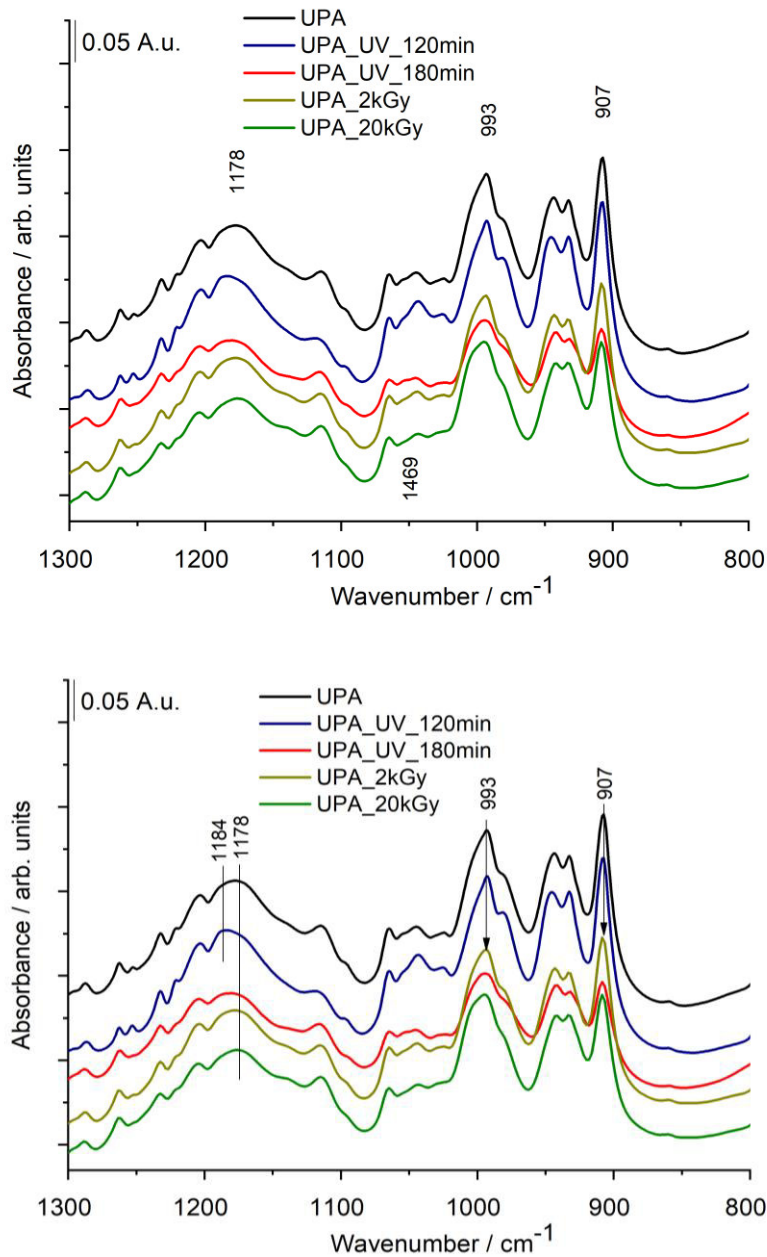 0.05 A.u.
UPA
UPA_UV_120min
UPA_UV_180min
UPA_2kGy
UPA_20kGy
1178
993
907
1469
Absorbance / arb. units
1300 1200 1100 1000 900 800
Wavenumber / cm-1
0.05 A.u.
UPA
UPA_UV_120min
UPA_UV_180min
UPA_2kGy
UPA_20kGy
1184
1178
993
907
Absorbance / arb. units
1300 1200 1100 1000 900 800
Wavenumber / cm-1